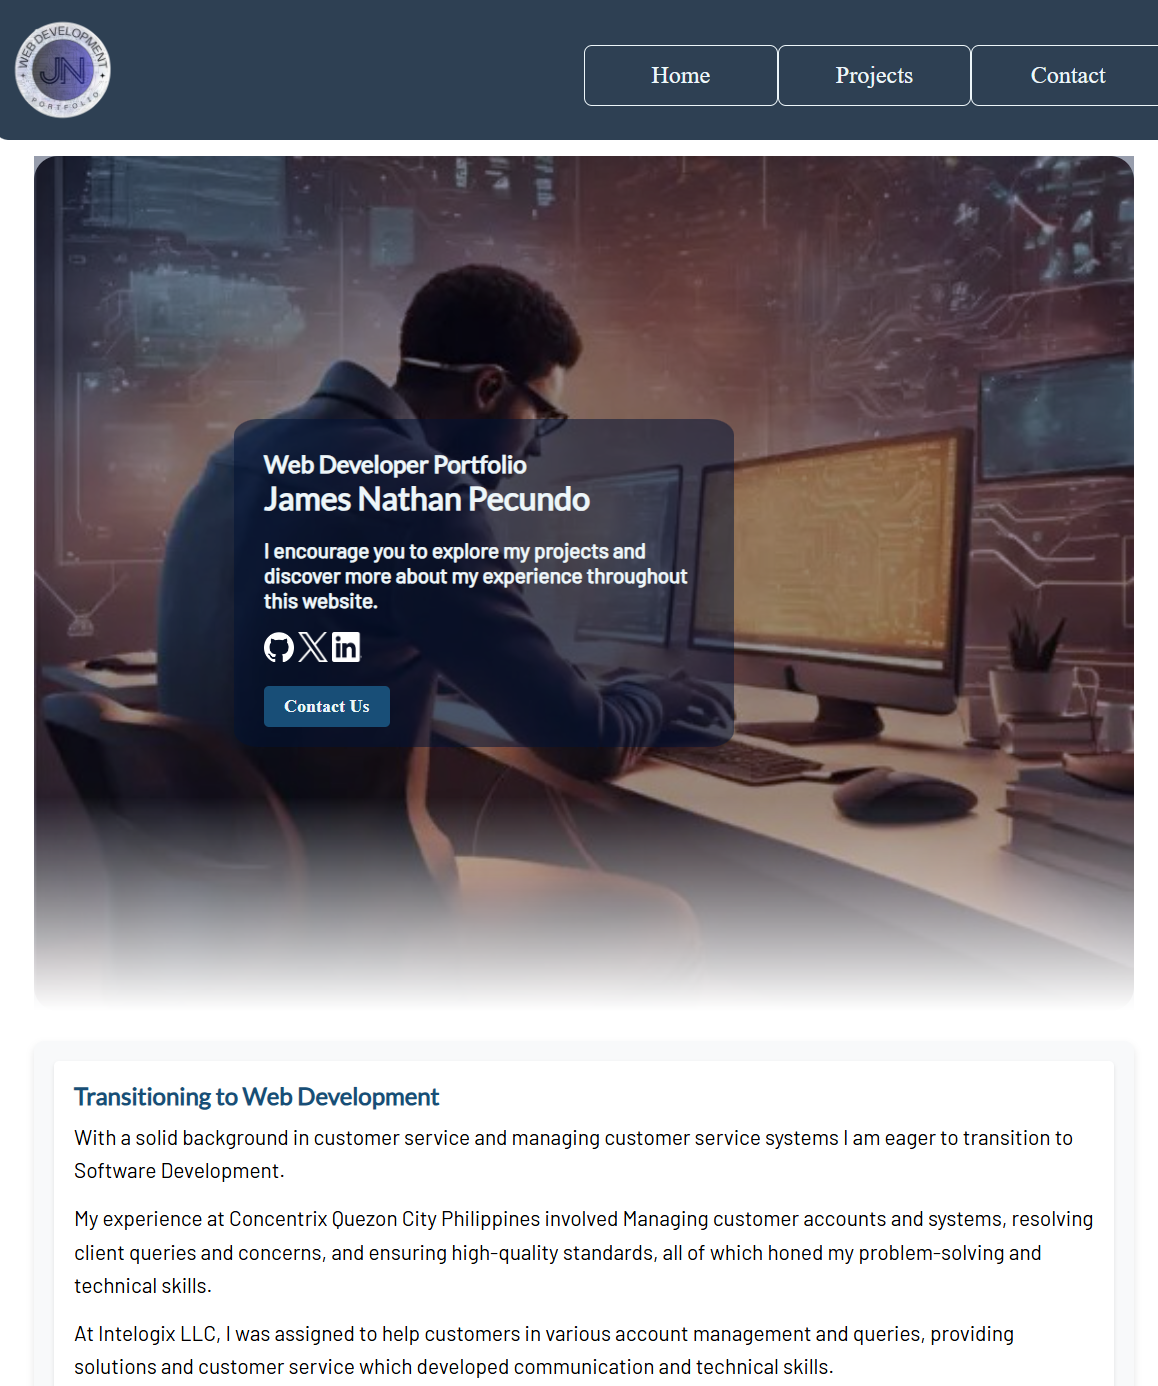 WEB DEVELOPMENT
JN
PORTFOLIO
Home
Projects
Contact
Web Developer Portfolio
James Nathan Pecundo
I encourage you to explore my projects and
discover more about my experience throughout
this website.
in
Contact Us
Transitioning to Web Development
With a solid background in customer service and managing customer service systems I am eager to transition to
Software Development.
My experience at Concentrix Quezon City Philippines involved Managing customer accounts and systems, resolving
client queries and concerns, and ensuring high-quality standards, all of which honed my problem-solving and
technical skills.
At Intelogix LLC, I was assigned to help customers in various account management and queries, providing
solutions and customer service which developed communication and technical skills.